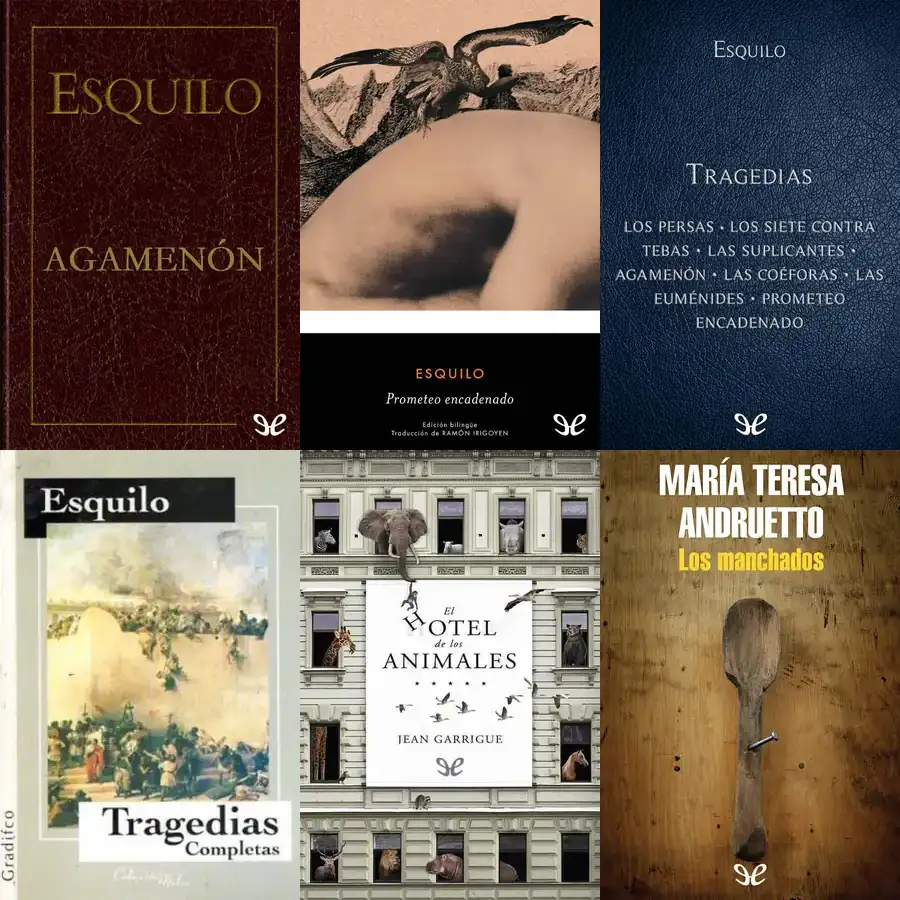 ESQUILO
AGAMENÓN
ESQUILO
Prometeo encadenado
Edición bilingüe
Traducción de RAMÓN IRIGOYEN
ESQUILO
TRAGEDIAS
LOS PERSAS • LOS SIETE CONTRA
TEBAS • LAS SUPLICANTES •
AGAMENÓN • LAS COÉFORAS • LAS
EUMÉNIDES • PROMETEO
ENCADENADO
Esquilo
Tragedias
Completas
Gradifco
El
HOTEL
de los
ANIMALES
JEAN GARRIGUE
MARÍA TERESA
ANDRUETTO
Los manchados